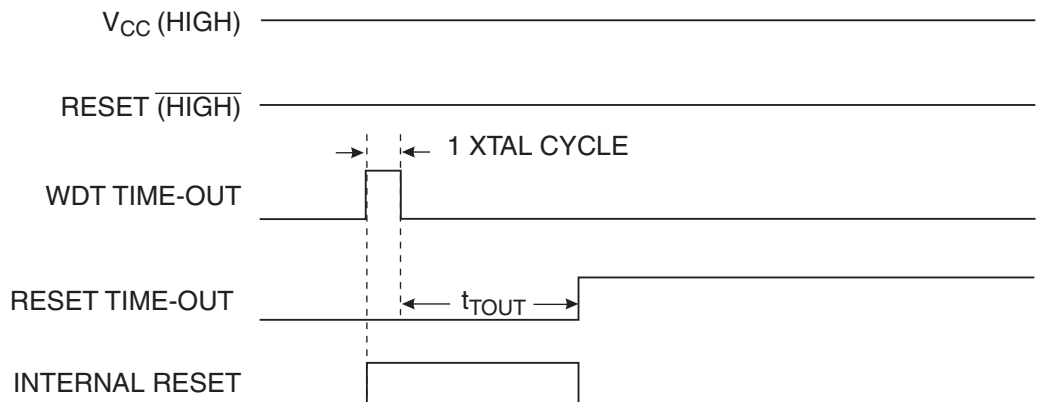 VCC (HIGH)
RESET (HIGH)
1 XTAL CYCLE
WDT TIME-OUT
RESET TIME-OUT
tTOUT
INTERNAL RESET